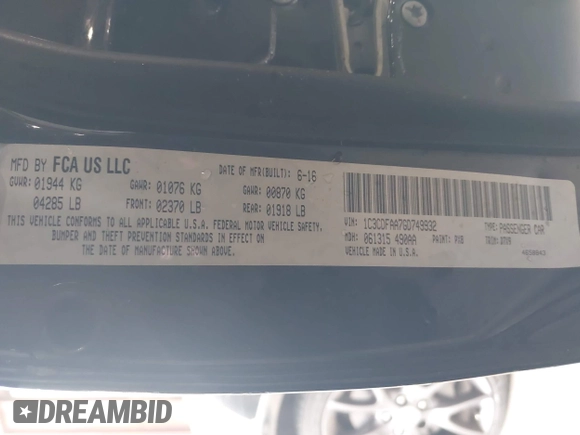 MFD BY FCA US LLC DATE OF MFR(BUILT): 6-16
GVWR: 01944 KG GAWR: 01076 KG GAWR: 00870 KG
04285 LB FRONT: 02370 LB REAR: 01918 LB
THIS VEHICLE CONFORMS TO ALL APPLICABLE U.S.A. FEDERAL MOTOR VEHICLE SAFETY,
BUMPER AND THEFT PREVENTION STANDARDS IN EFFECT ON
THE DATE OF MANUFACTURE SHOWN ABOVE.
VIN: 1C3CDFAA7GD749932 TYPE: PASSENGER CAR
MDH: 061315 490AA PAINT: PXB TRIM:
VEHICLE MADE IN U.S.A.
DREAMBID